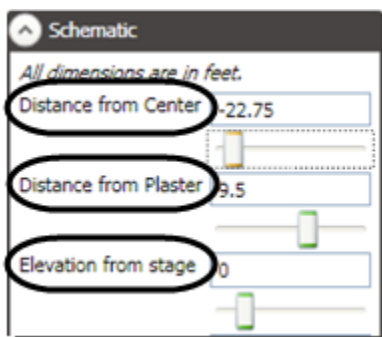 Schematic
All dimensions are in feet.
Distance from Center -22.75
Distance from Plaster 9.5
Elevation from stage 0